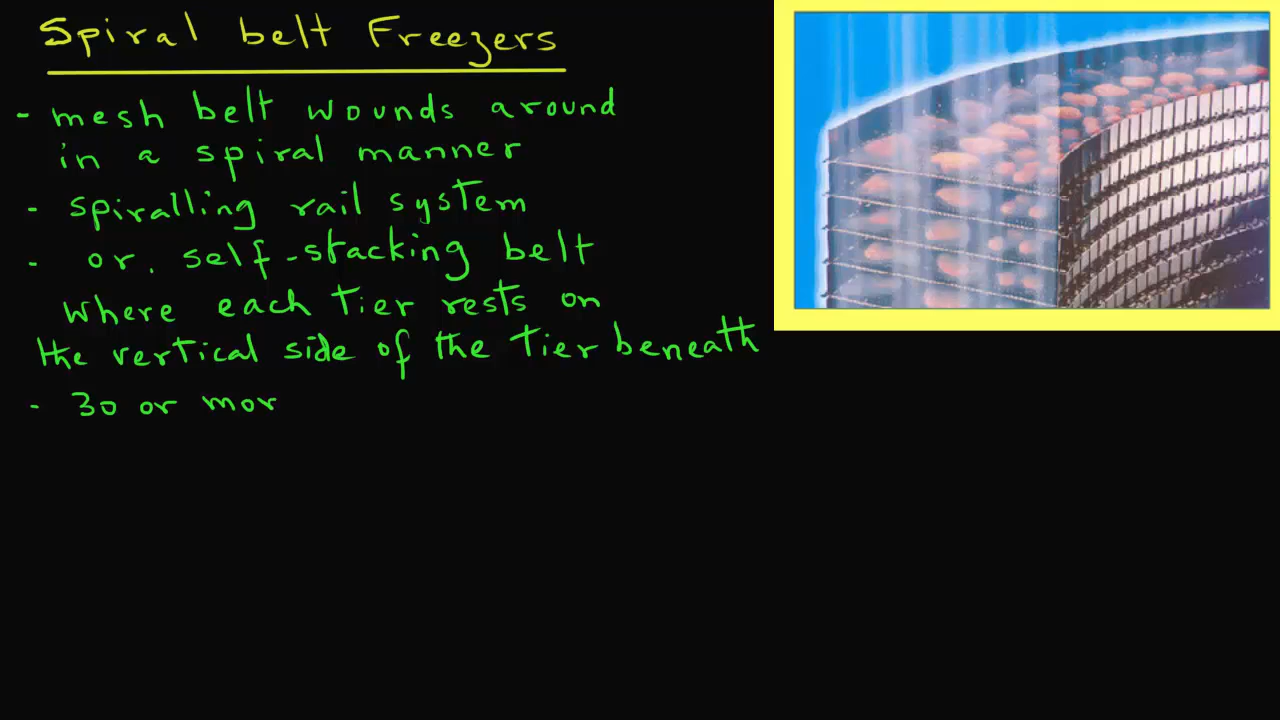 Spiral belt Freezers
- mesh belt wounds around
in a spiral manner
- spiralling rail system
- or. self-stacking belt
where each tier rests on
the vertical side of the tier beneath
- 30 or mor